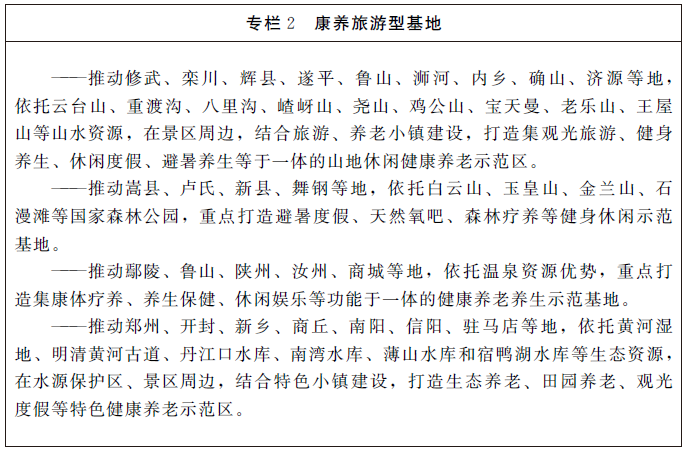 专栏2　康养旅游型基地
——推动修武、栾川、辉县、遂平、鲁山、浉河、内乡、确山、济源等地，
依托云台山、重渡沟、八里沟、嵖岈山、尧山、鸡公山、宝天曼、老乐山、王屋
山等山水资源，在景区周边，结合旅游、养老小镇建设，打造集观光旅游、健身
养生、休闲度假、避暑养生等于一体的山地休闲健康养老示范区。
——推动嵩县、卢氏、新县、舞钢等地，依托白云山、玉皇山、金兰山、石
漫滩等国家森林公园，重点打造避暑度假、天然氧吧、森林疗养等健身休闲示范
基地。
——推动鄢陵、鲁山、陕州、汝州、商城等地，依托温泉资源优势，重点打
造集康体疗养、养生保健、休闲娱乐等功能于一体的健康养老养生示范基地。
——推动郑州、开封、新乡、商丘、南阳、信阳、驻马店等地，依托黄河湿
地、明清黄河古道、丹江口水库、南湾水库、薄山水库和宿鸭湖水库等生态资源，
在水源保护区、景区周边，结合特色小镇建设，打造生态养老、田园养老、观光
度假等特色健康养老示范区。